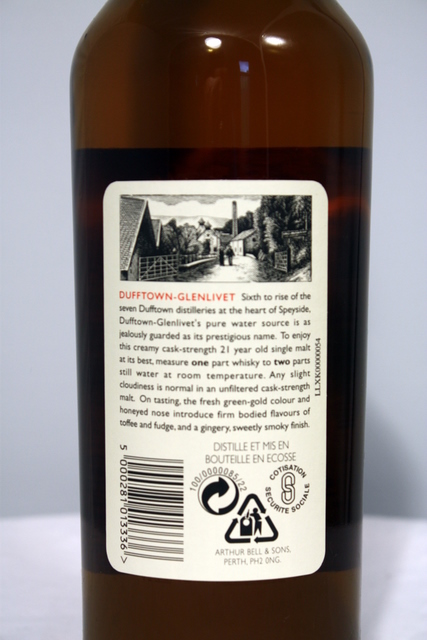 DUFFTOWN-GLENLIVET Sixth to rise of the
seven Dufftown distilleries at the heart of Speyside,
Dufftown-Glenlivet's pure water source is as
jealously guarded as its prestigious name. To enjoy
this creamy cask-strength 21 year old single malt
at its best, measure one part whisky to two parts
still water at room temperature. Any slight
cloudiness is normal in an unfiltered cask-strength
malt. On tasting, the fresh green-gold colour and
honeyed nose introduce firm bodied flavours of
toffee and fudge, and a gingery, sweetly smoky finish.
LLXK00000054
DISTILLE ET MIS EN
BOUTEILLE EN ECOSSE
100/0000085/22
COTISATION
SECURITE SOCIALE
5 000281 013336 >
ARTHUR BELL & SONS,
PERTH, PH2 0NG.